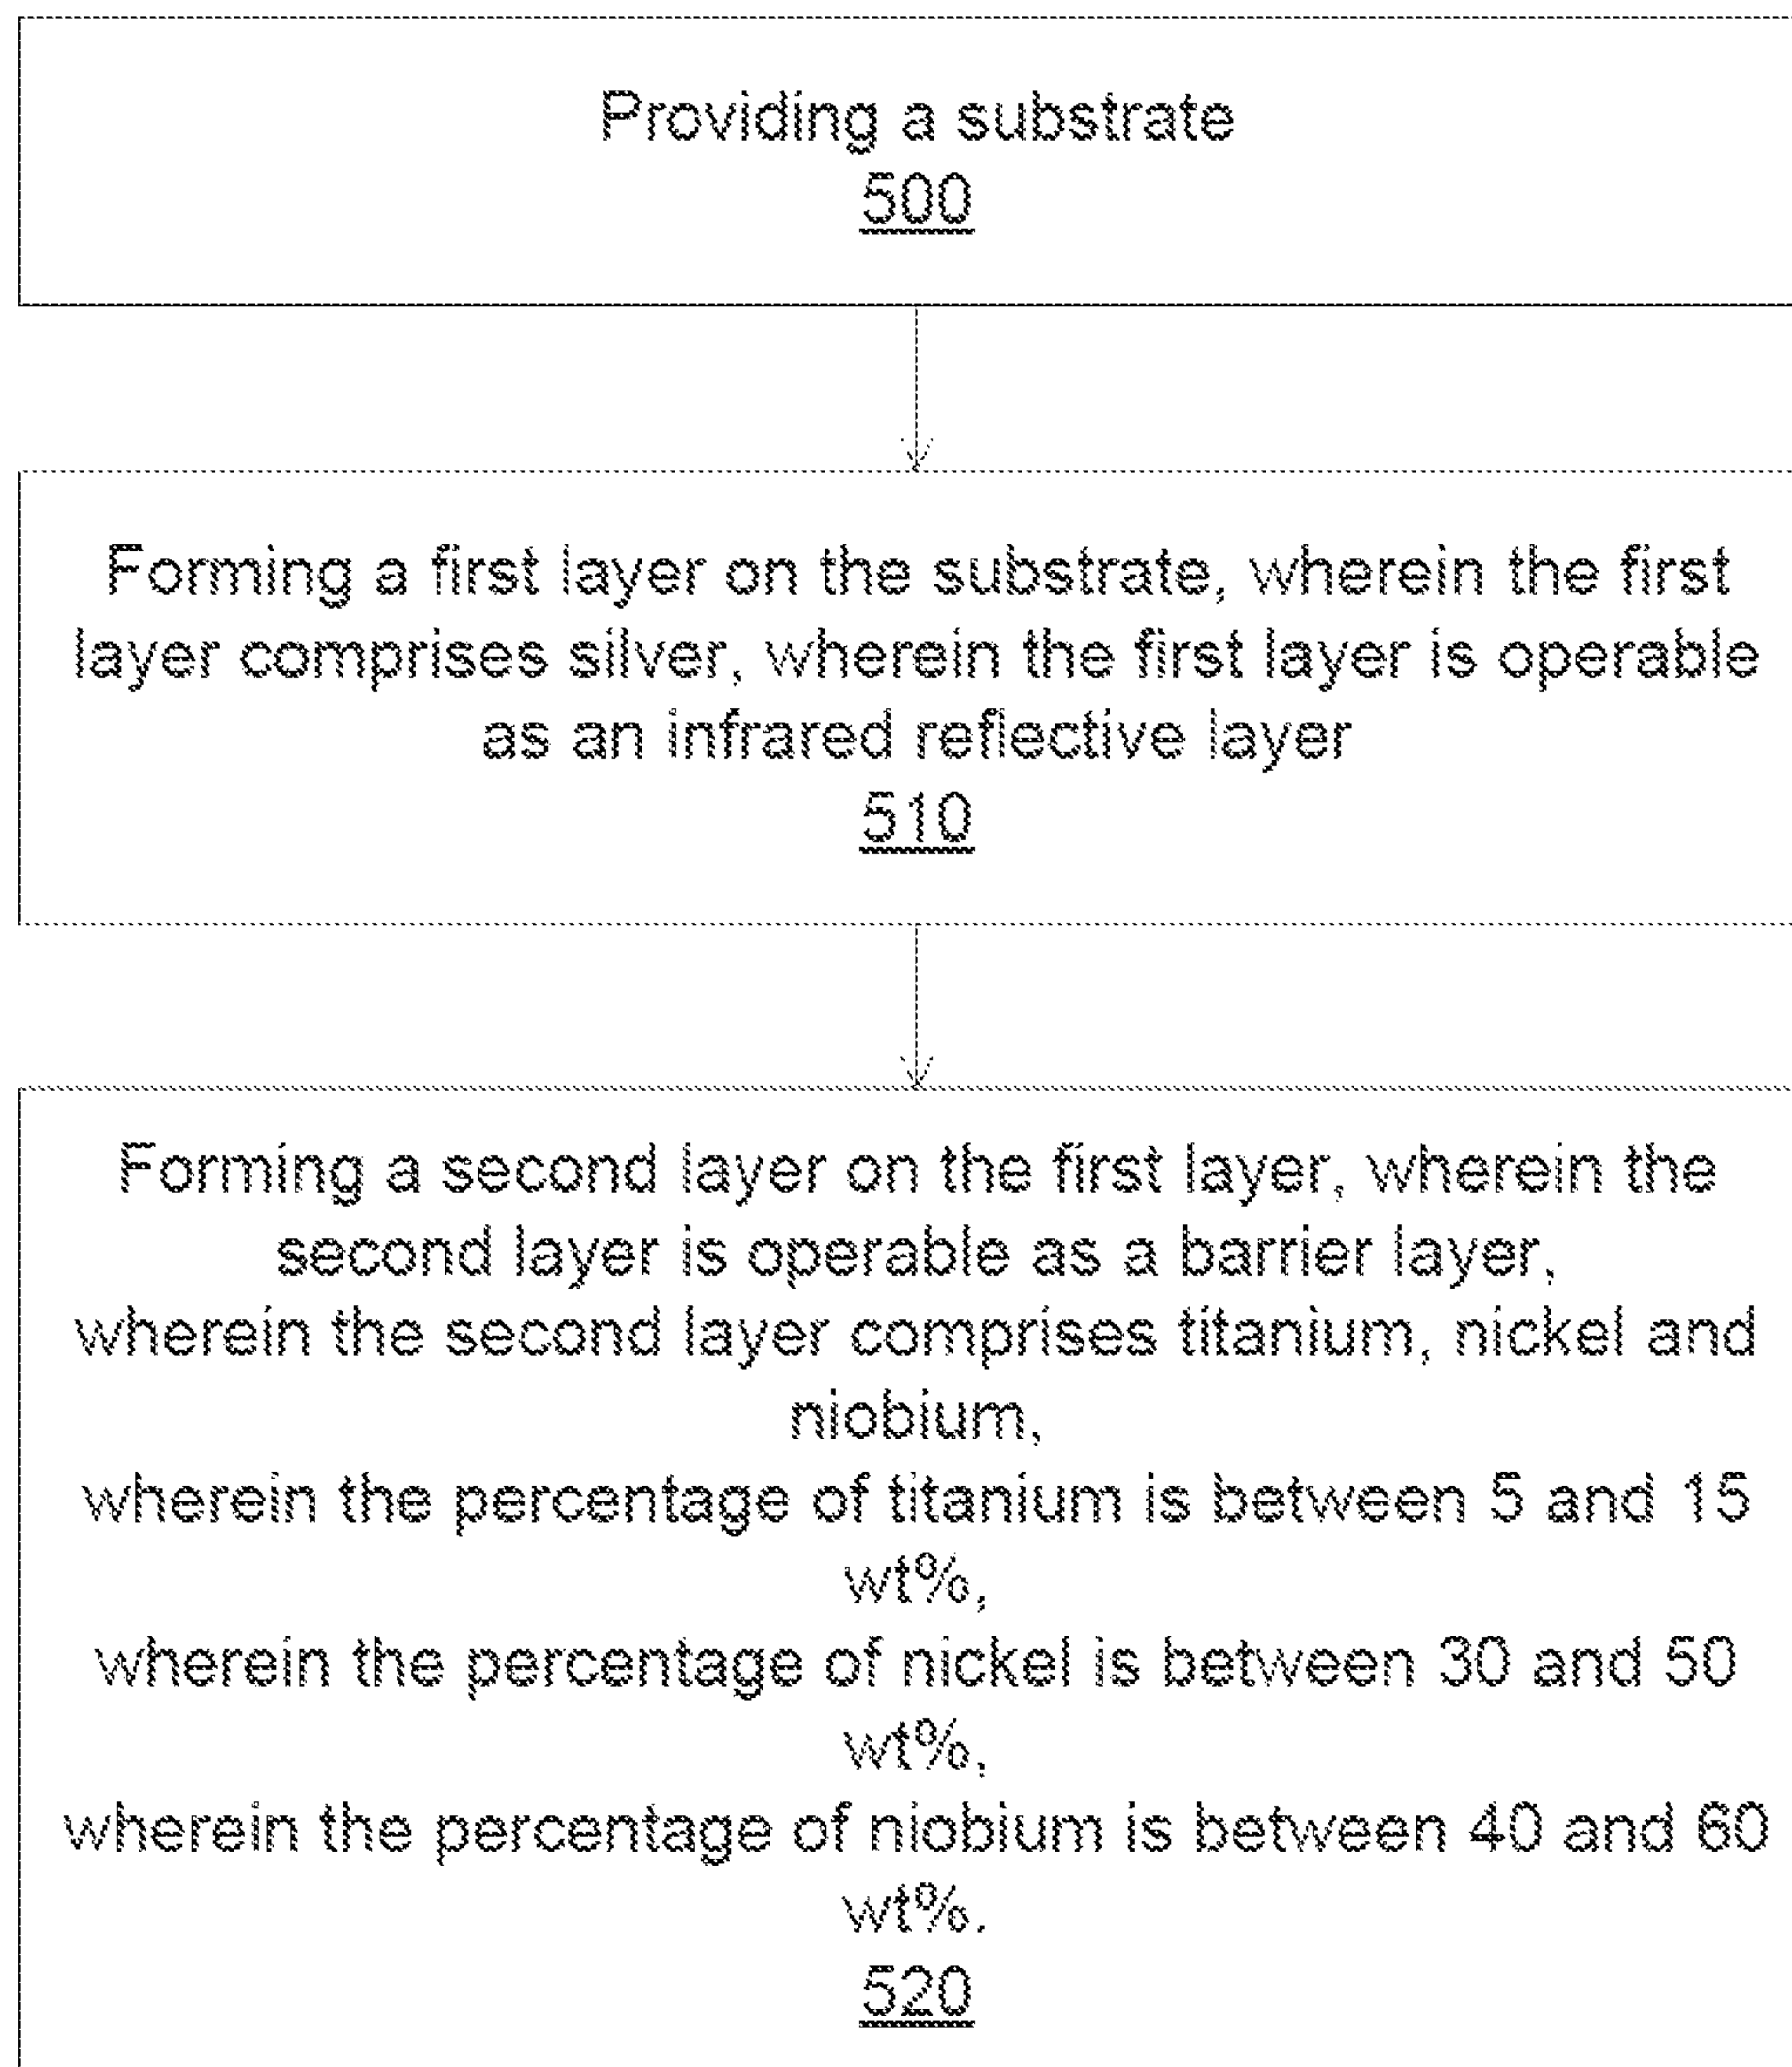 Providing a substrate
500
Forming a first layer on the substrate, wherein the first
layer comprises silver, wherein the first layer is operable
as an infrared reflective layer
510
Forming a second layer on the first layer, wherein the
second layer is operable as a barrier layer,
wherein the second layer comprises titanium, nickel and
niobium,
wherein the percentage of titanium is between 5 and 15
wt%,
wherein the percentage of nickel is between 30 and 50
wt%,
wherein the percentage of niobium is between 40 and 60
wt%.
520